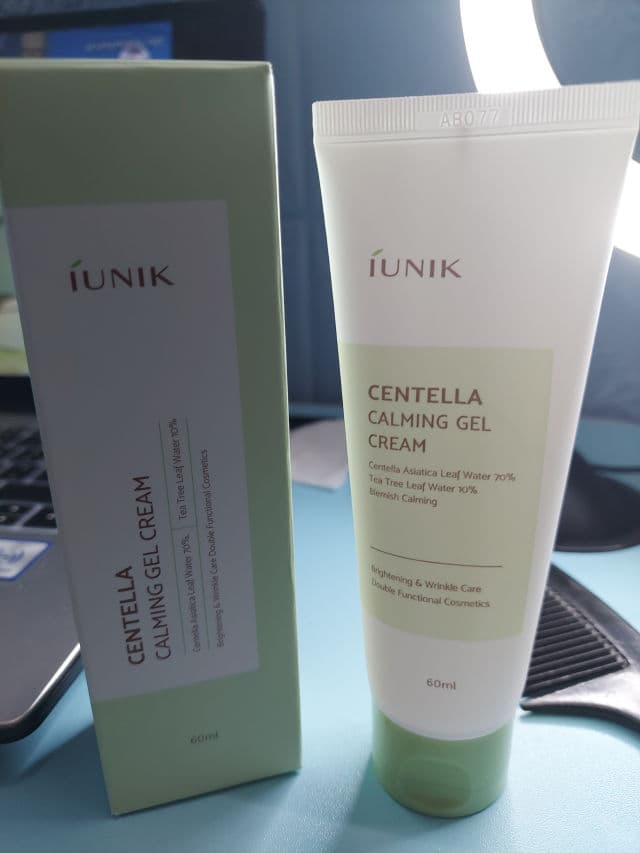 IUNIK
CENTELLA
CALMING GEL CREAM
Centella Asiatica Leaf Water 70%, Tea Tree Leaf Water 10%
Brightening & Wrinkle Care Double Functional Cosmetics
60ml
AB077
IUNIK
CENTELLA
CALMING GEL
CREAM
Centella Asiatica Leaf Water 70%
Tea Tree Leaf Water 10%
Blemish Calming
Brightening & Wrinkle Care
Double Functional Cosmetics
60ml